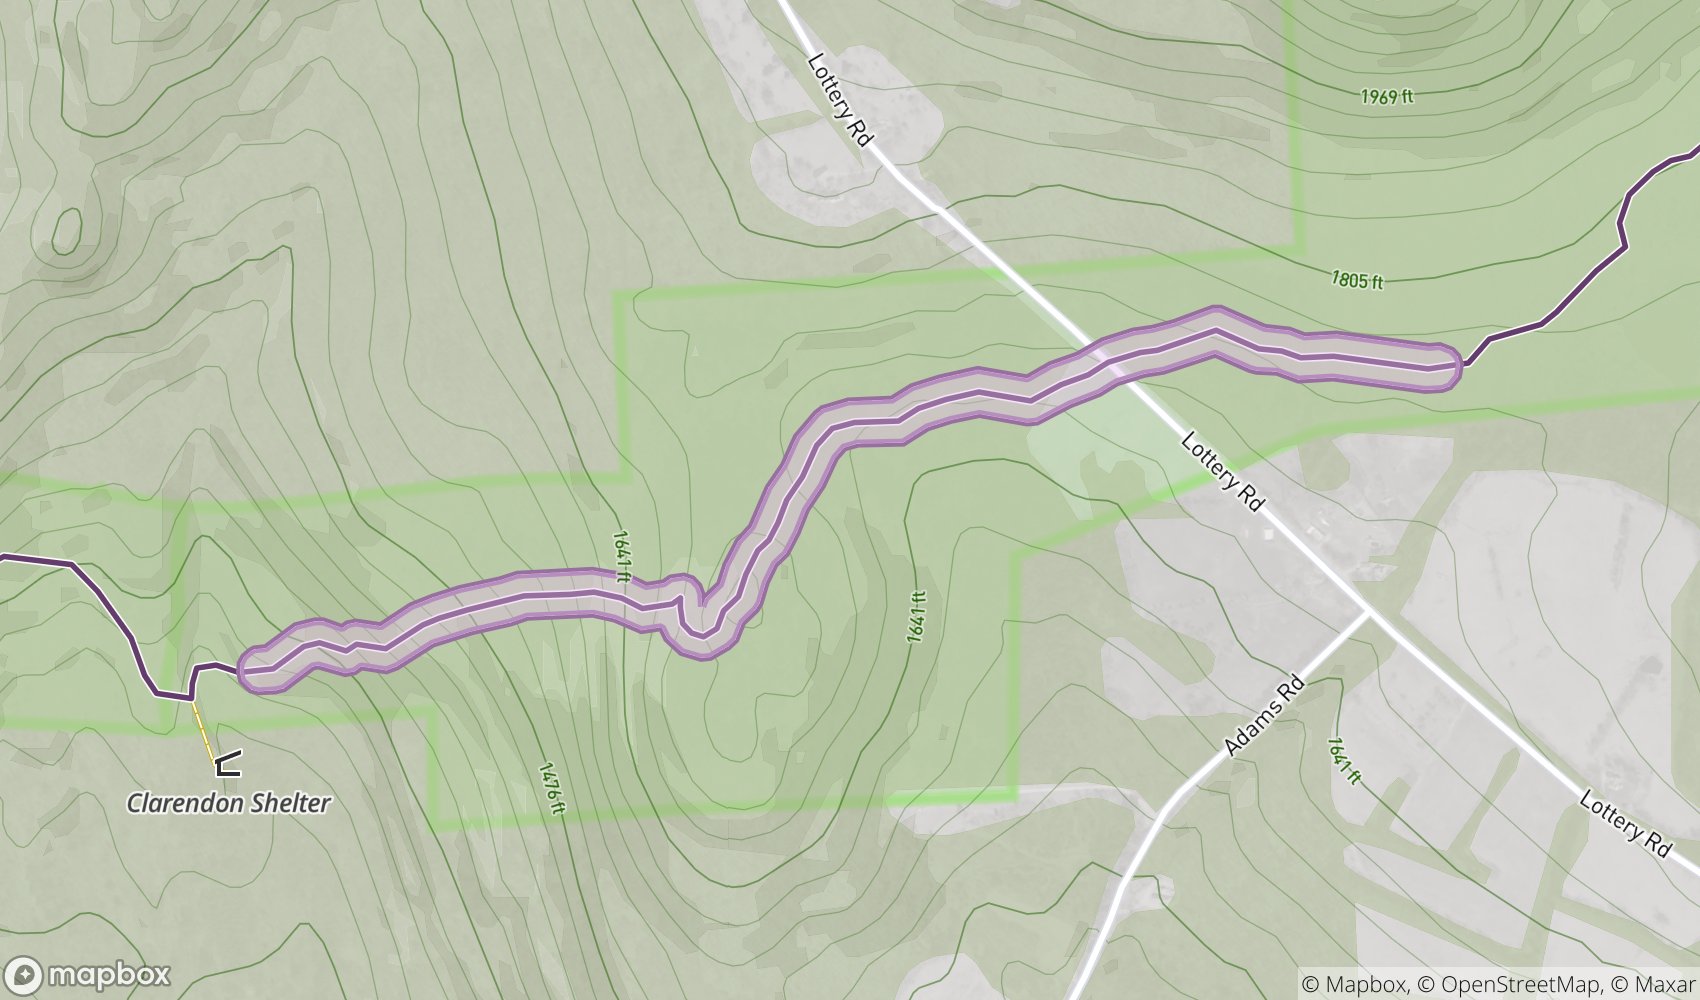 Lottery Rd
1969 ft
1805 ft
Lottery Rd
1641 ft
1641 ft
Adams Rd
1641 ft
1476 ft
Clarendon Shelter
Lottery Rd
mapbox
© Mapbox, © OpenStreetMap, © Maxar